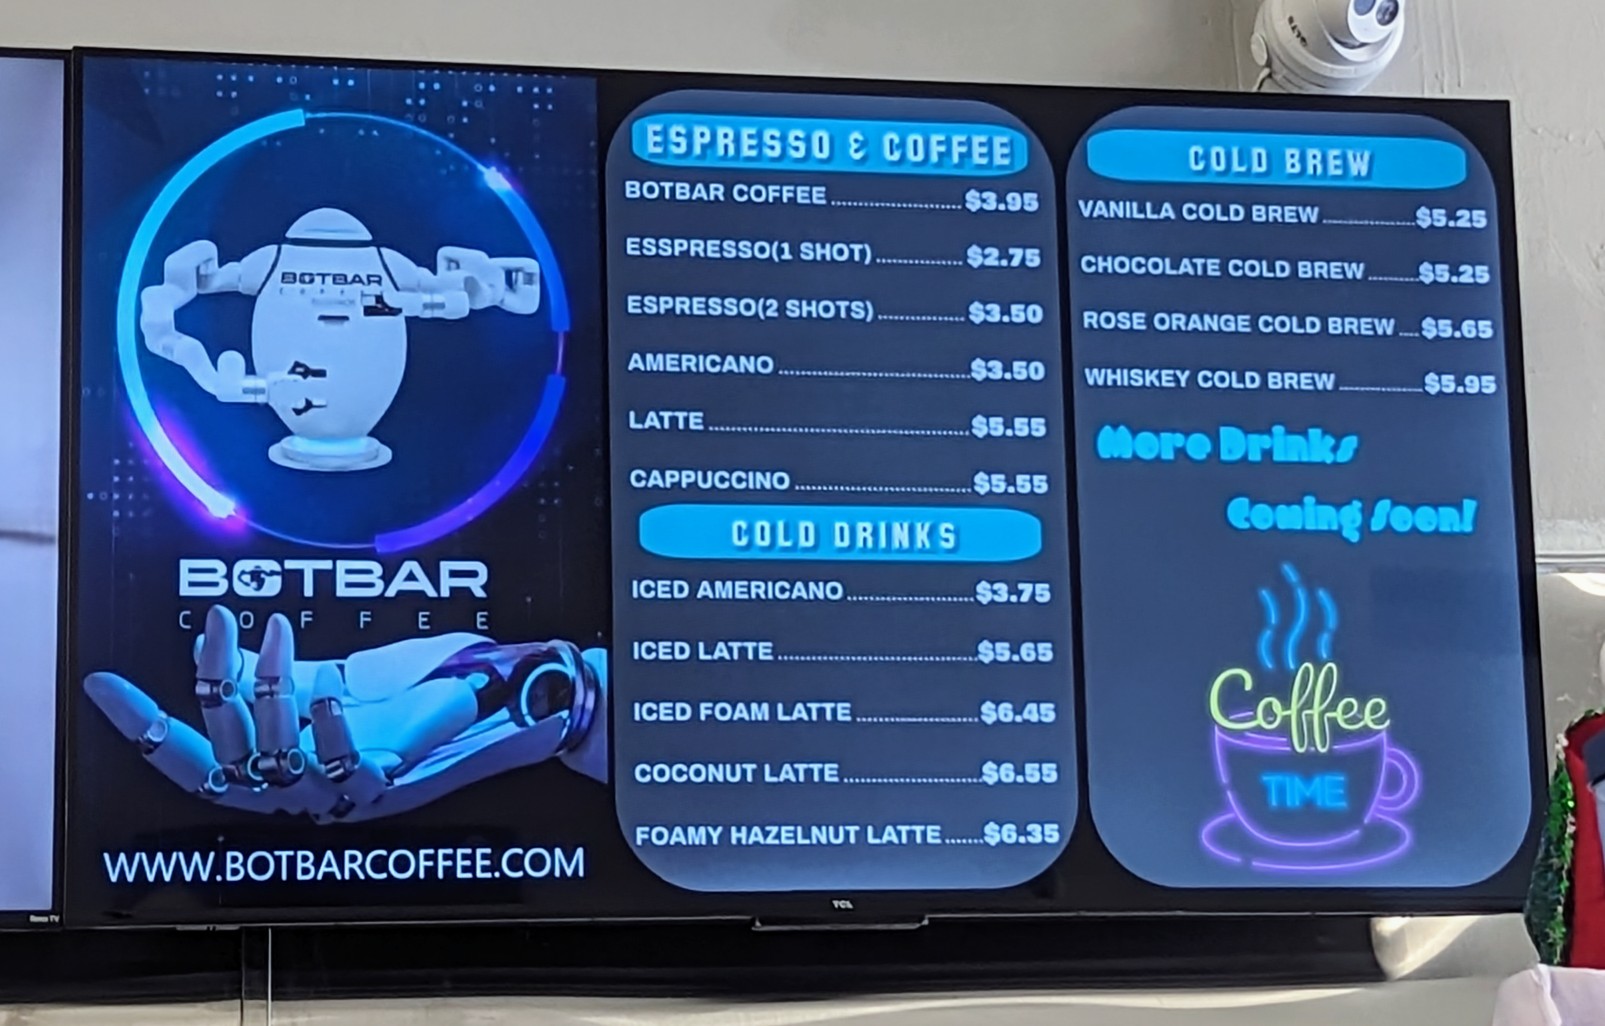 BOTBAR
BOTBAR
COFFEE
WWW.BOTBARCOFFEE.COM
Roku TV
ESPRESSO & COFFEE
BOTBAR COFFEE........................$3.95
ESSPRESSO(1 SHOT)................$2.75
ESPRESSO(2 SHOTS)................$3.50
AMERICANO....................................$3.50
LATTE..................................................$5.55
CAPPUCCINO.................................$5.55
COLD DRINKS
ICED AMERICANO.......................$3.75
ICED LATTE.....................................$5.65
ICED FOAM LATTE.......................$6.45
COCONUT LATTE.........................$6.55
FOAMY HAZELNUT LATTE.......$6.35
COLD BREW
VANILLA COLD BREW.................$5.25
CHOCOLATE COLD BREW.........$5.25
ROSE ORANGE COLD BREW....$5.65
WHISKEY COLD BREW...............$5.95
More Drinks
Coming Soon!
Coffee
TIME
TCL